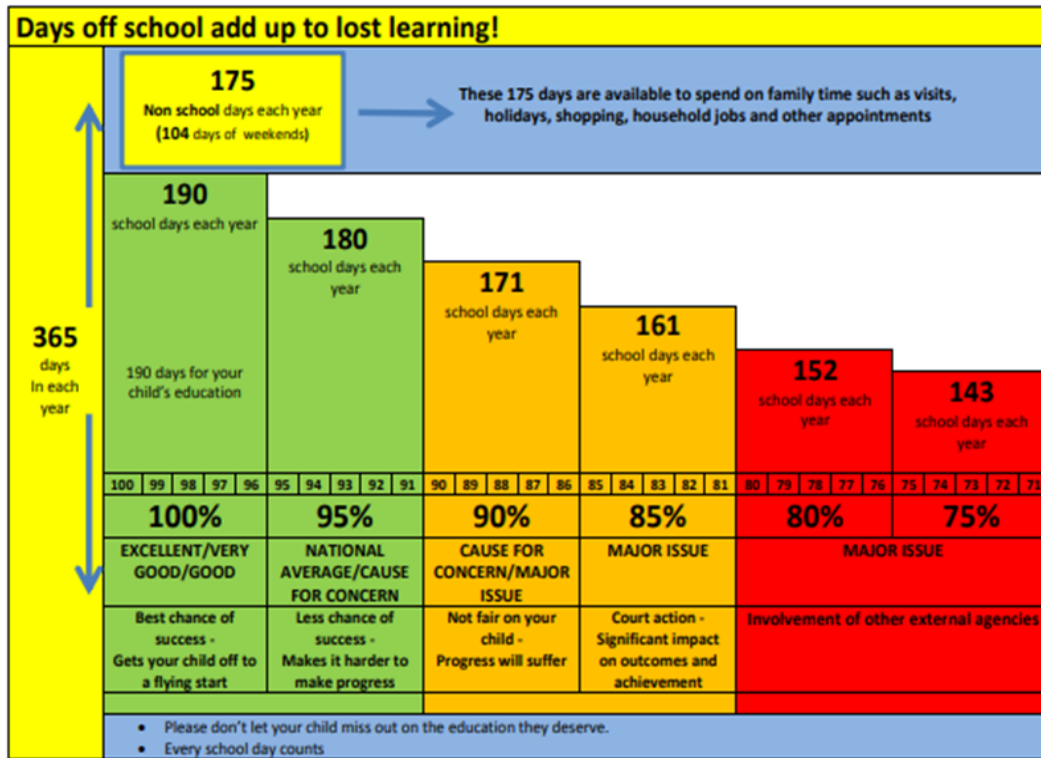 Days off school add up to lost learning!
175
Non school days each year
(104 days of weekends)
These 175 days are available to spend on family time such as visits,
holidays, shopping, household jobs and other appointments
365
days
In each
year
190
school days each year
190 days for your
child's education
180
school days each
year
171
school days each
year
161
school days each
year
152
school days each
year
143
school days each
year
100 99 98 97 96 95 94 93 92 91 90 89 88 87 86 85 84 83 82 81 80 79 78 77 76 75 74 73 72 71
100% 95% 90% 85% 80% 75%
EXCELLENT/VERY
GOOD/GOOD
NATIONAL
AVERAGE/CAUSE
FOR CONCERN
CAUSE FOR
CONCERN/MAJOR
ISSUE
MAJOR ISSUE
MAJOR ISSUE
Best chance of
success -
Gets your child off to
a flying start
Less chance of
success -
Makes it harder to
make progress
Not fair on your
child -
Progress will suffer
Court action -
Significant impact
on outcomes and
achievement
Involvement of other external agencies
• Please don't let your child miss out on the education they deserve.
• Every school day counts